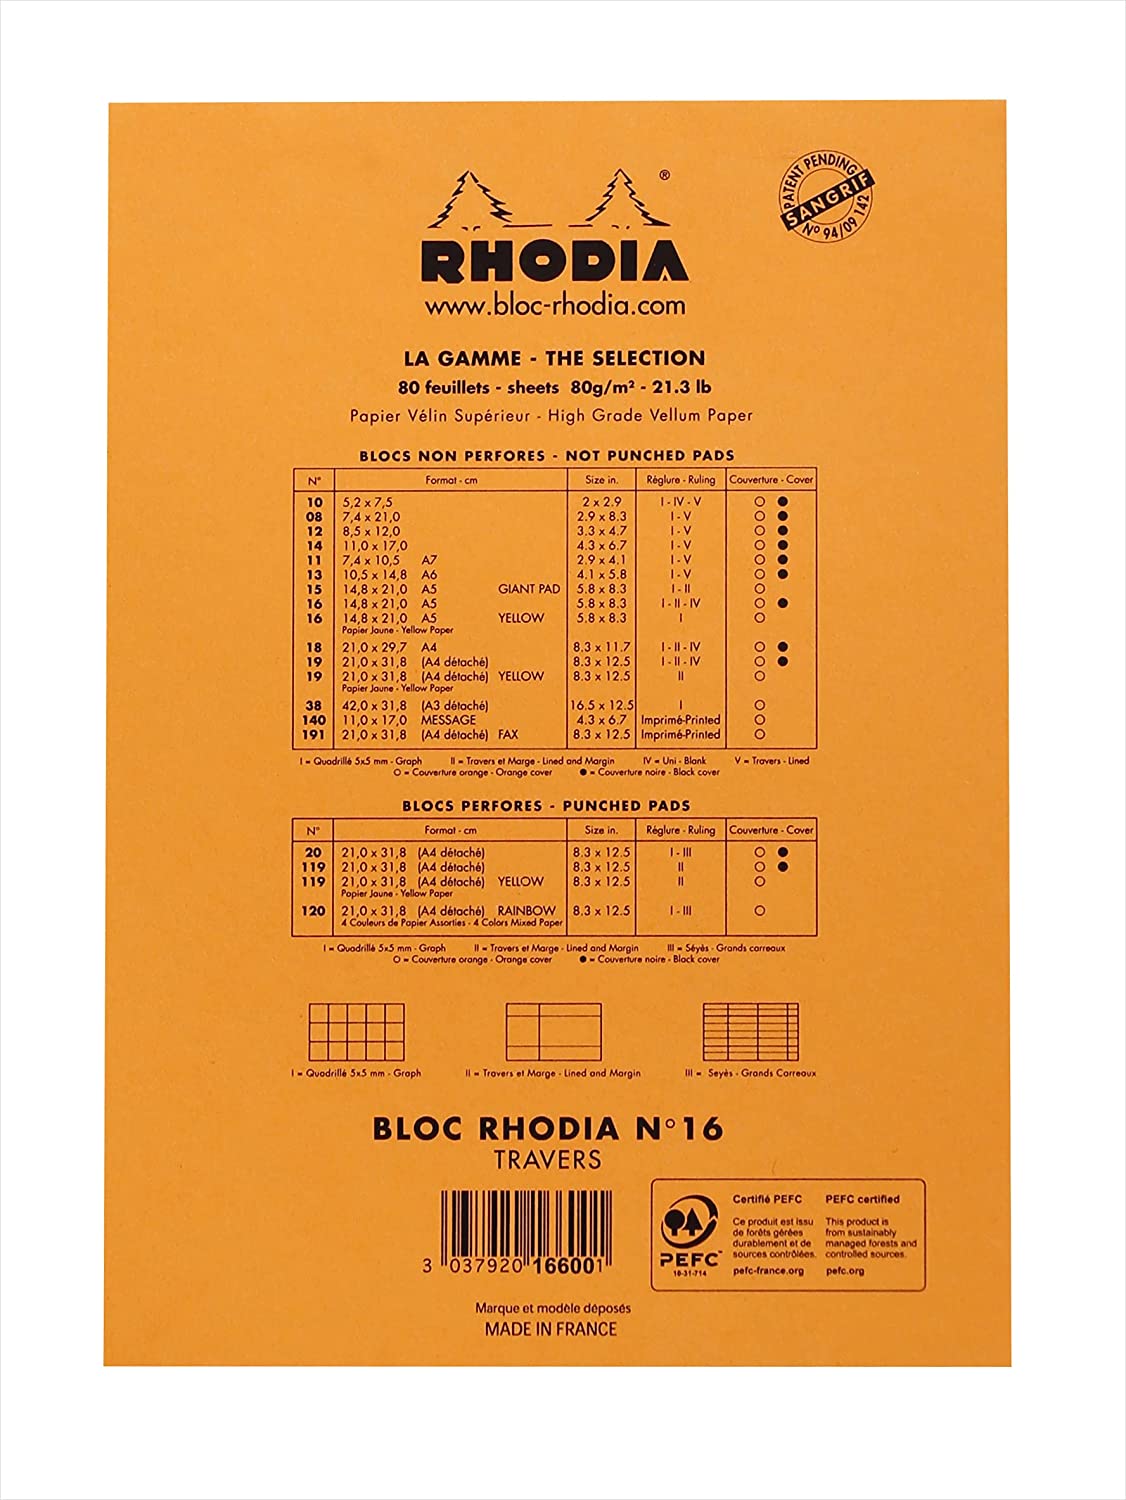 ®
PATENT PENDING
SANGRIF
N° 94/09 142
RHODIA
www.bloc-rhodia.com
LA GAMME - THE SELECTION
80 feuillets - sheets 80g/m² - 21.3 lb
Papier Vélin Supérieur - High Grade Vellum Paper
BLOCS NON PERFORES - NOT PUNCHED PADS
N° Format - cm Size in. Réglure - Ruling Couverture - Cover
10 5,2 x 7,5 2 x 2.9 I - IV - V ○ ●
08 7,4 x 21,0 2.9 x 8.3 I - V ○ ●
12 8,5 x 12,0 3.3 x 4.7 I - V ○ ●
14 11,0 x 17,0 4.3 x 6.7 I - V ○ ●
11 7,4 x 10,5 A7 2.9 x 4.1 I - V ○ ●
13 10,5 x 14,8 A6 4.1 x 5.8 I - V ○ ●
15 14,8 x 21,0 A5 GIANT PAD 5.8 x 8.3 I - II ○
16 14,8 x 21,0 A5 5.8 x 8.3 I - II - IV ○ ●
16 14,8 x 21,0 A5 YELLOW 5.8 x 8.3 I ○
Papier Jaune - Yellow Paper
18 21,0 x 29,7 A4 8.3 x 11.7 I - II - IV ○ ●
19 21,0 x 31,8 (A4 détaché) 8.3 x 12.5 I - II - IV ○ ●
19 21,0 x 31,8 (A4 détaché) YELLOW 8.3 x 12.5 II ○
Papier Jaune - Yellow Paper
38 42,0 x 31,8 (A3 détaché) 16.5 x 12.5 I ○
140 11,0 x 17,0 MESSAGE 4.3 x 6.7 Imprimé-Printed ○
191 21,0 x 31,8 (A4 détaché) FAX 8.3 x 12.5 Imprimé-Printed ○
I = Quadrillé 5x5 mm - Graph II = Travers et Marge - Lined and Margin IV = Uni - Blank V = Travers - Lined
○ = Couverture orange - Orange cover ● = Couverture noire - Black cover
BLOCS PERFORES - PUNCHED PADS
N° Format - cm Size in. Réglure - Ruling Couverture - Cover
20 21,0 x 31,8 (A4 détaché) 8.3 x 12.5 I - III ○ ●
119 21,0 x 31,8 (A4 détaché) 8.3 x 12.5 II ○ ●
119 21,0 x 31,8 (A4 détaché) YELLOW 8.3 x 12.5 II ○
Papier Jaune - Yellow Paper
120 21,0 x 31,8 (A4 détaché) RAINBOW 8.3 x 12.5 I - III ○
4 Couleurs de Papier Assorties - 4 Colors Mixed Paper
I = Quadrillé 5x5 mm - Graph II = Travers et Marge - Lined and Margin III = Séyès - Grands carreaux
○ = Couverture orange - Orange cover ● = Couverture noire - Black cover
I = Quadrillé 5x5 mm - Graph II = Travers et Marge - Lined and Margin III = Seyès - Grands Carreaux
BLOC RHODIA N° 16
TRAVERS
3 037920 166001
PEFC™
10-31-714
Certifié PEFC
Ce produit est issu
de forêts gérées
durablement et de
sources contrôlées.
pefc-france.org
PEFC certified
This product is
from sustainably
managed forests and
controlled sources.
pefc.org
Marque et modèle déposés
MADE IN FRANCE